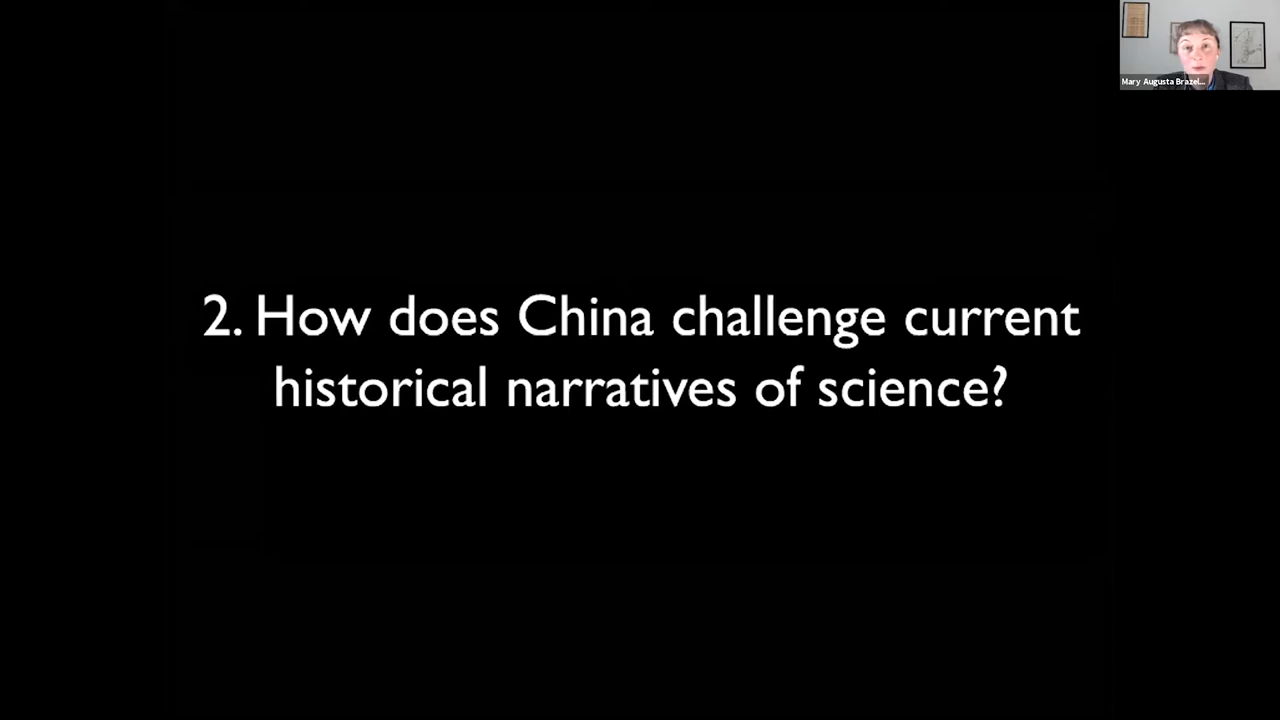 Mary Augusta Brazel...
2. How does China challenge current
historical narratives of science?